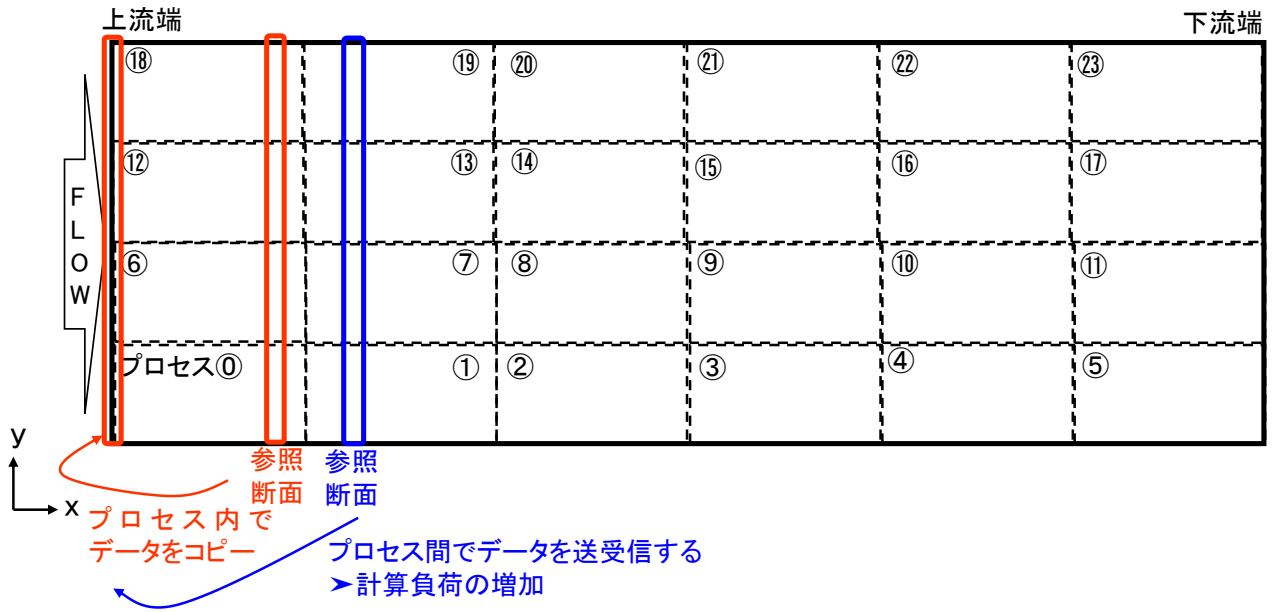 上流端 下流端
⑱ ⑲ ⑳ ㉑ ㉒ ㉓
⑫ ⑬ ⑭ ⑮ ⑯ ⑰
FLOW
⑥ ⑦ ⑧ ⑨ ⑩ ⑪
プロセス⓪ ① ② ③ ④ ⑤
y
x
参照
断面
参照
断面
プロセス内で
データをコピー
プロセス間でデータを送受信する
➤計算負荷の増加